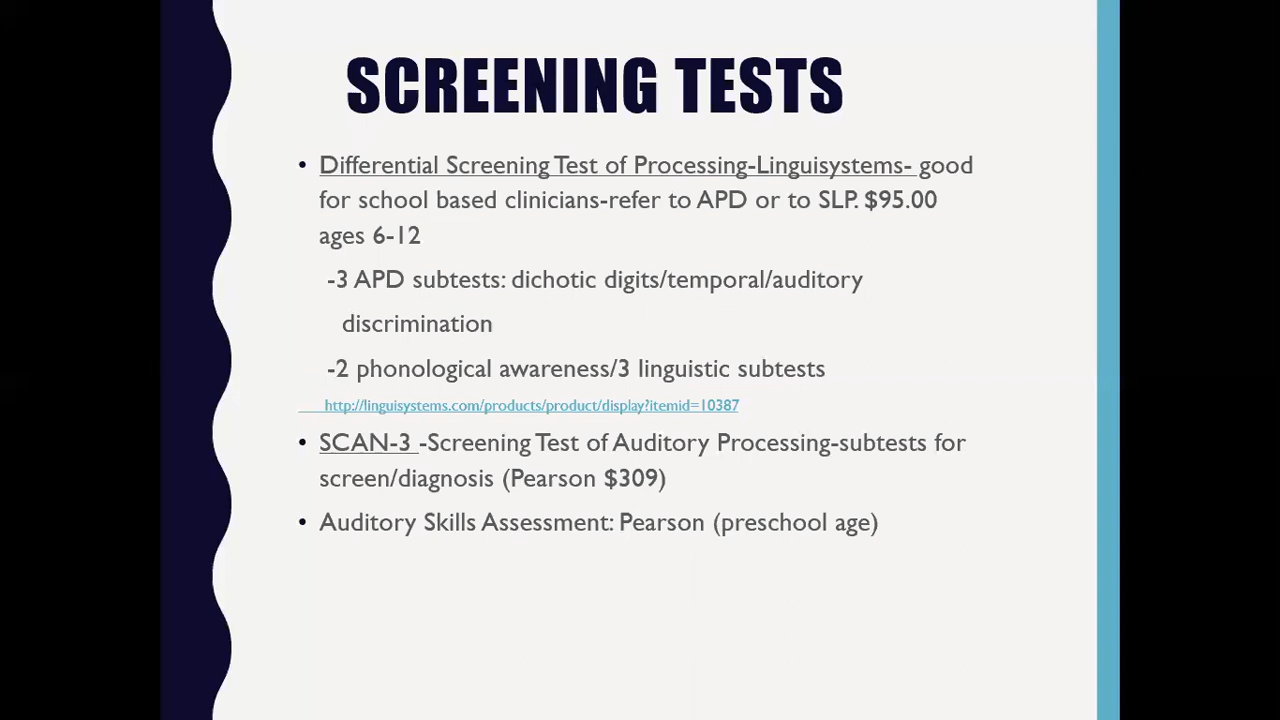 SCREENING TESTS
• Differential Screening Test of Processing-Linguisystems- good
for school based clinicians-refer to APD or to SLP. $95.00
ages 6-12
-3 APD subtests: dichotic digits/temporal/auditory
discrimination
-2 phonological awareness/3 linguistic subtests
http://linguisystems.com/products/product/display?itemid=10387
• SCAN-3 -Screening Test of Auditory Processing-subtests for
screen/diagnosis (Pearson $309)
• Auditory Skills Assessment: Pearson (preschool age)